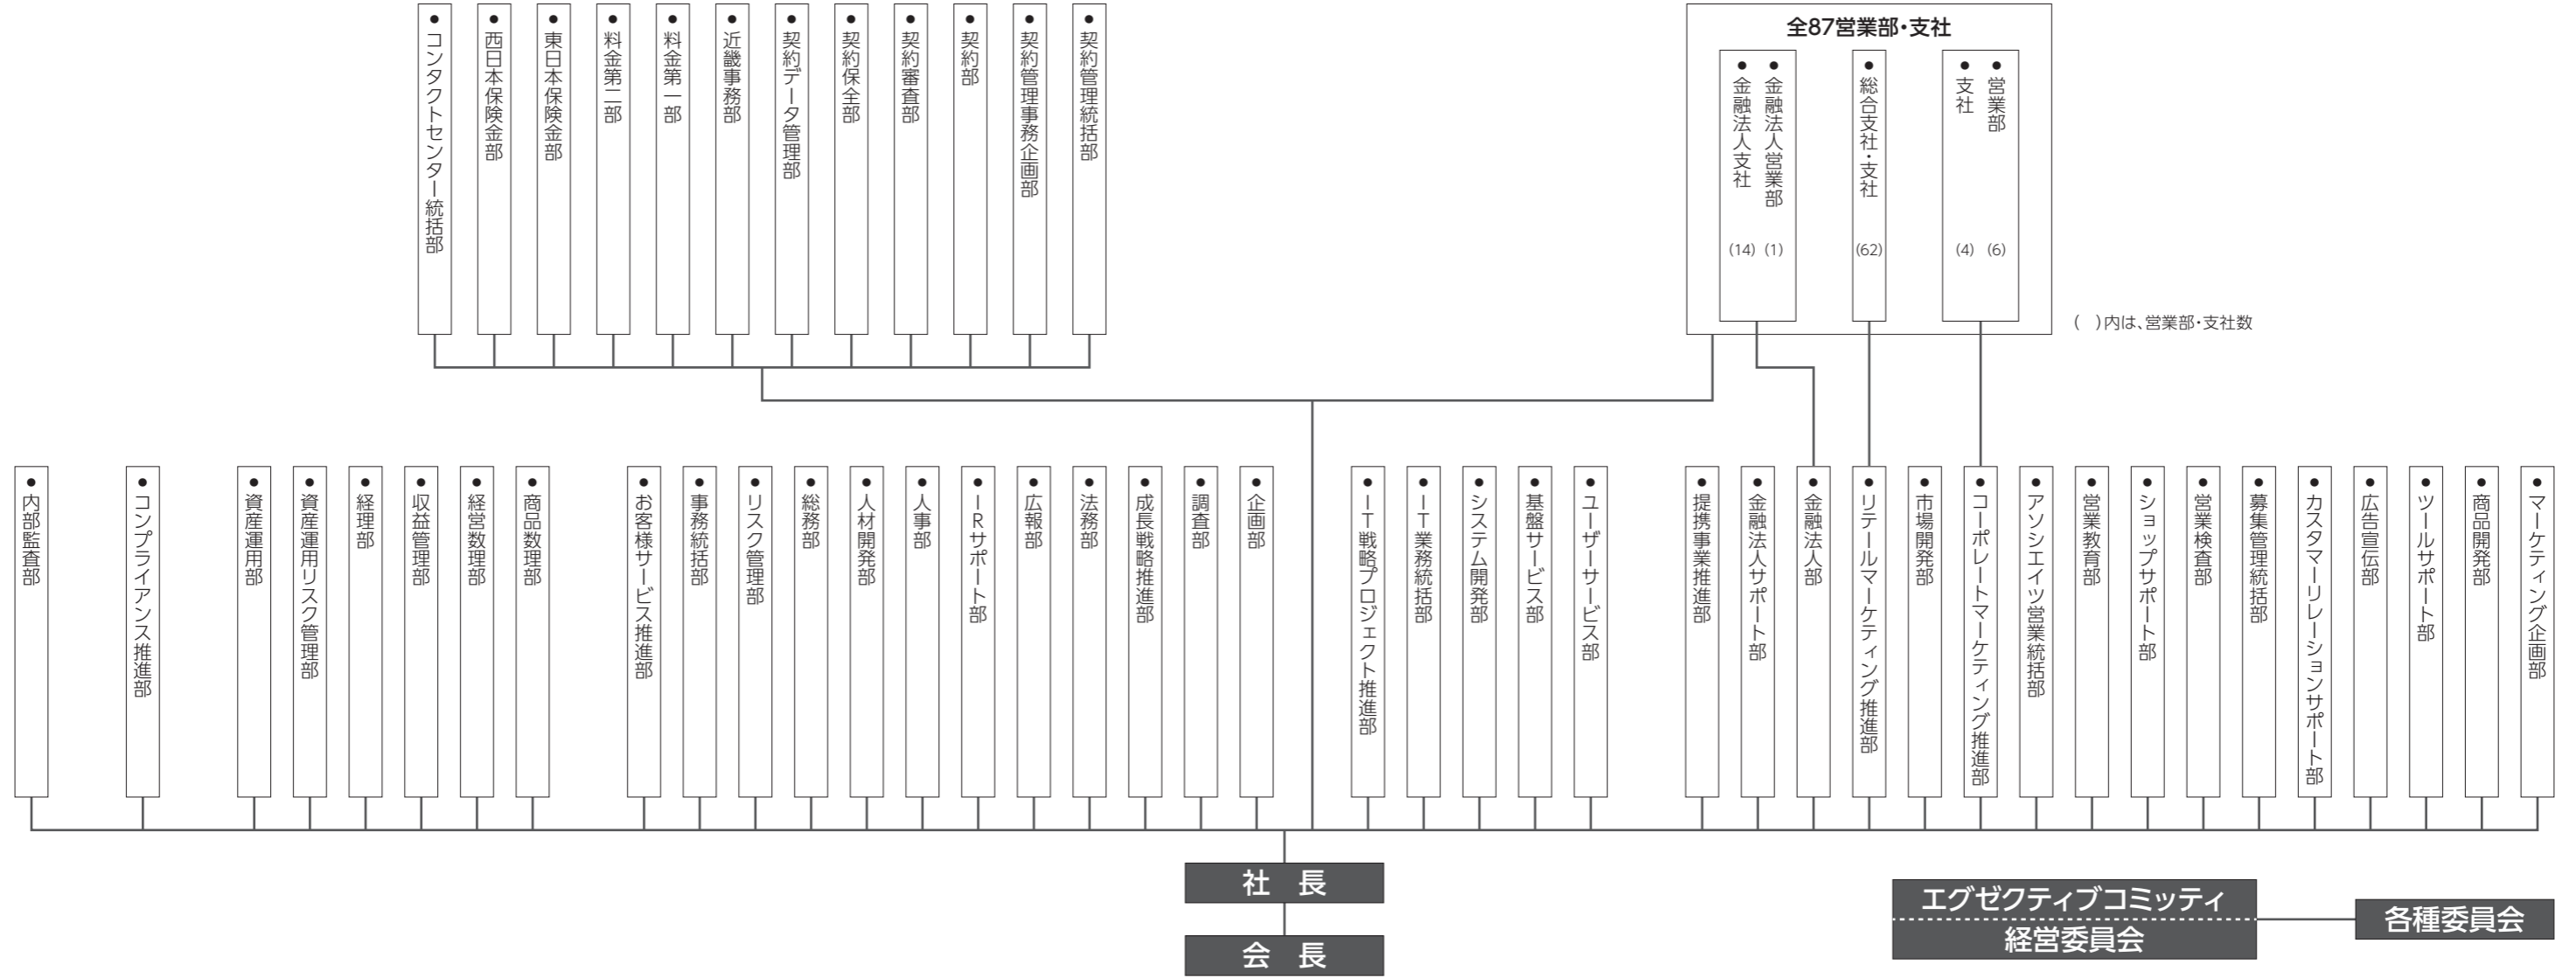 ● コンタクトセンター統括部
● 西日本保険金部
● 東日本保険金部
● 料金第二部
● 料金第一部
● 近畿事務部
● 契約データ管理部
● 契約保全部
● 契約審査部
● 契約部
● 契約管理事務企画部
● 契約管理統括部
全87営業部・支社
● 金融法人支社 (14)
● 金融法人営業部 (1)
● 総合支社・支社 (62)
● 支社 (4)
● 営業部 (6)
(　)内は、営業部・支社数
● 内部監査部
● コンプライアンス推進部
● 資産運用部
● 資産運用リスク管理部
● 経理部
● 収益管理部
● 経営数理部
● 商品数理部
● お客様サービス推進部
● 事務統括部
● リスク管理部
● 総務部
● 人材開発部
● 人事部
● IRサポート部
● 広報部
● 法務部
● 成長戦略推進部
● 調査部
● 企画部
● IT戦略プロジェクト推進部
● IT業務統括部
● システム開発部
● 基盤サービス部
● ユーザーサービス部
● 提携事業推進部
● 金融法人サポート部
● 金融法人部
● リテールマーケティング推進部
● 市場開発部
● コーポレートマーケティング推進部
● アソシエイツ営業統括部
● 営業教育部
● ショップサポート部
● 営業検査部
● 募集管理統括部
● カスタマーリレーションサポート部
● 広告宣伝部
● ツールサポート部
● 商品開発部
● マーケティング企画部
社　長
会　長
エグゼクティブコミッティ
経営委員会
各種委員会